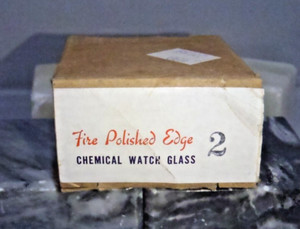 Fire Polished Edge 2
CHEMICAL WATCH GLASS